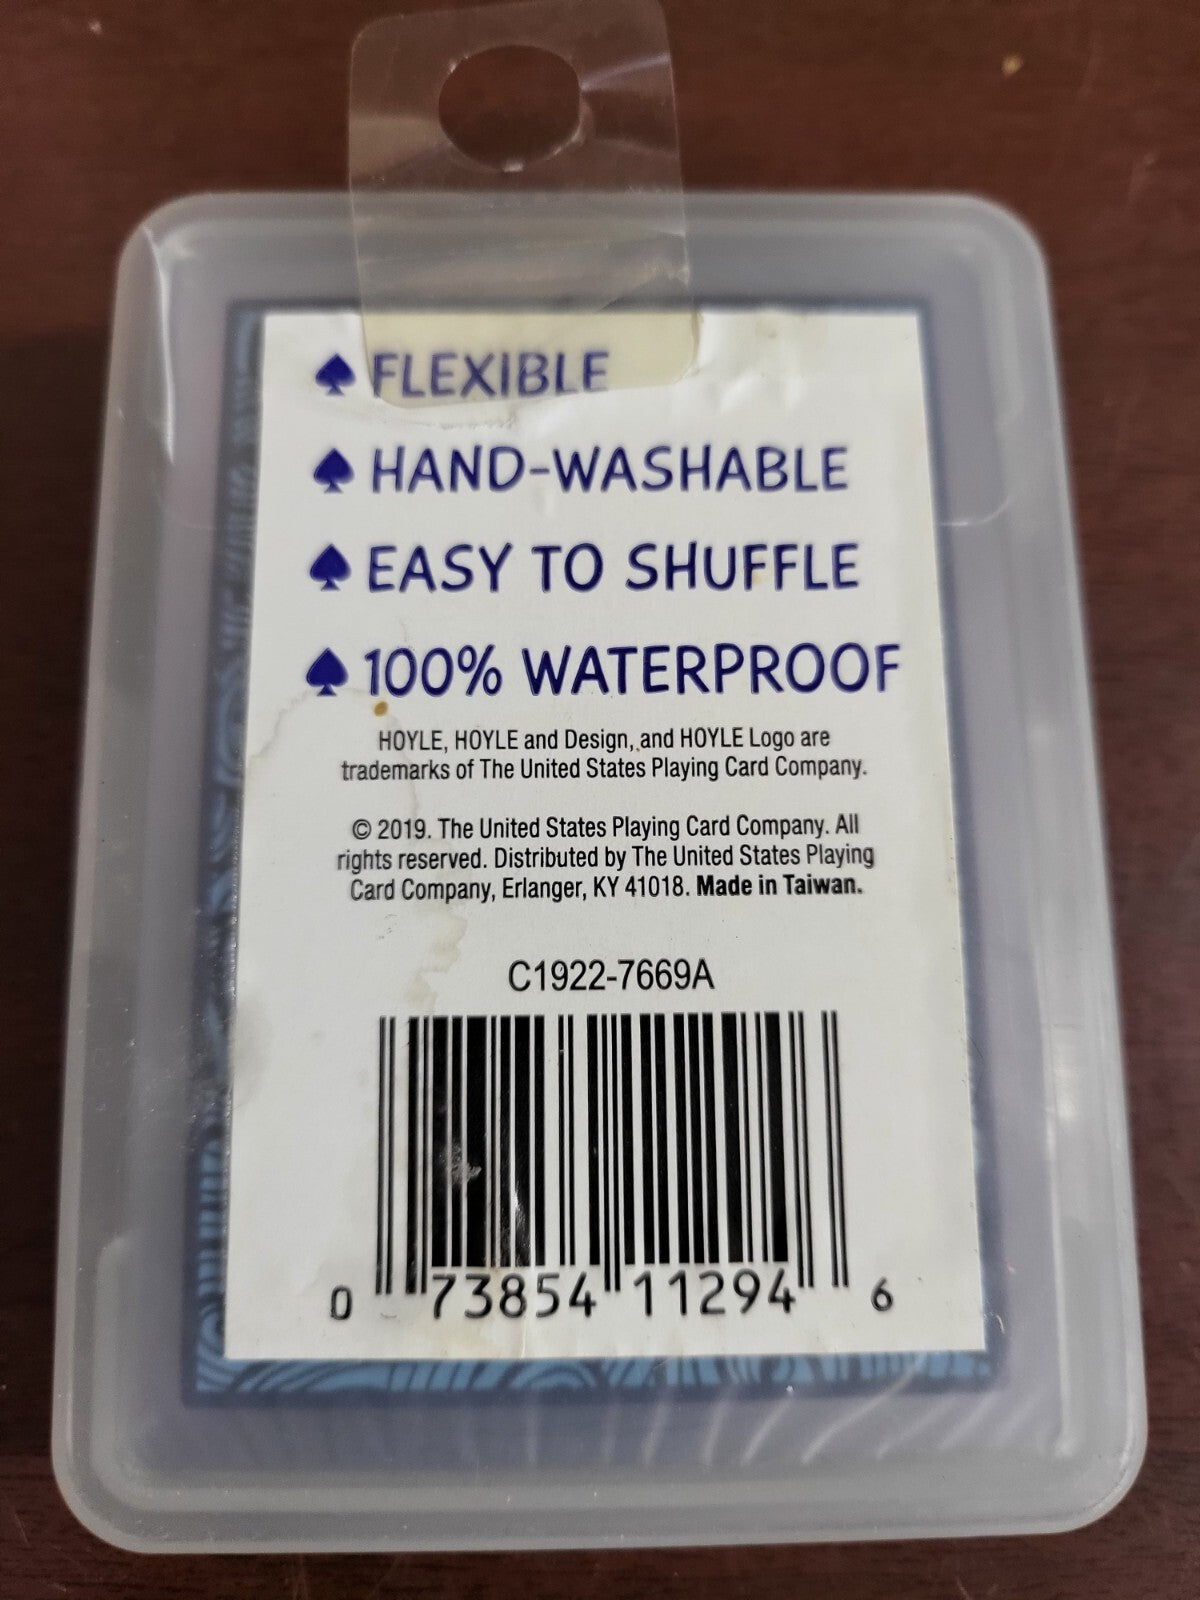 ♠ FLEXIBLE
♠ HAND-WASHABLE
♠ EASY TO SHUFFLE
♠ 100% WATERPROOF
HOYLE, HOYLE and Design, and HOYLE Logo are
trademarks of The United States Playing Card Company.
© 2019. The United States Playing Card Company. All
rights reserved. Distributed by The United States Playing
Card Company, Erlanger, KY 41018. Made in Taiwan.
C1922-7669A
0 73854 11294 6